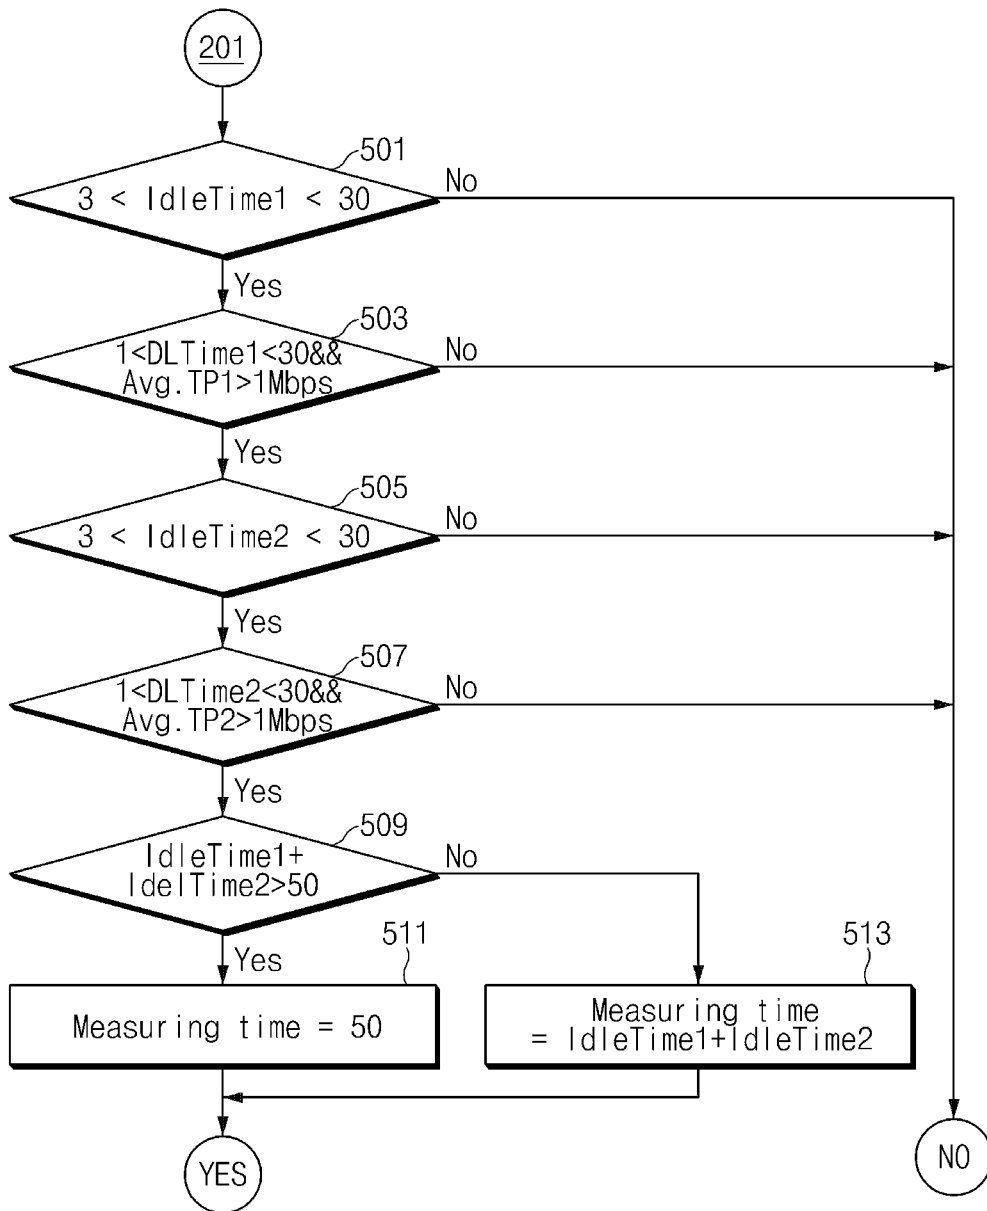 201
501
3 < IdleTime1 < 30
No
Yes
503
1<DLTime1<30&&
Avg.TP1>1Mbps
No
Yes
505
3 < IdleTime2 < 30
No
Yes
507
1<DLTime2<30&&
Avg.TP2>1Mbps
No
Yes
509
IdleTime1+
IdelTime2>50
No
Yes
511
Measuring time = 50
513
Measuring time
= IdleTime1+IdleTime2
YES
NO